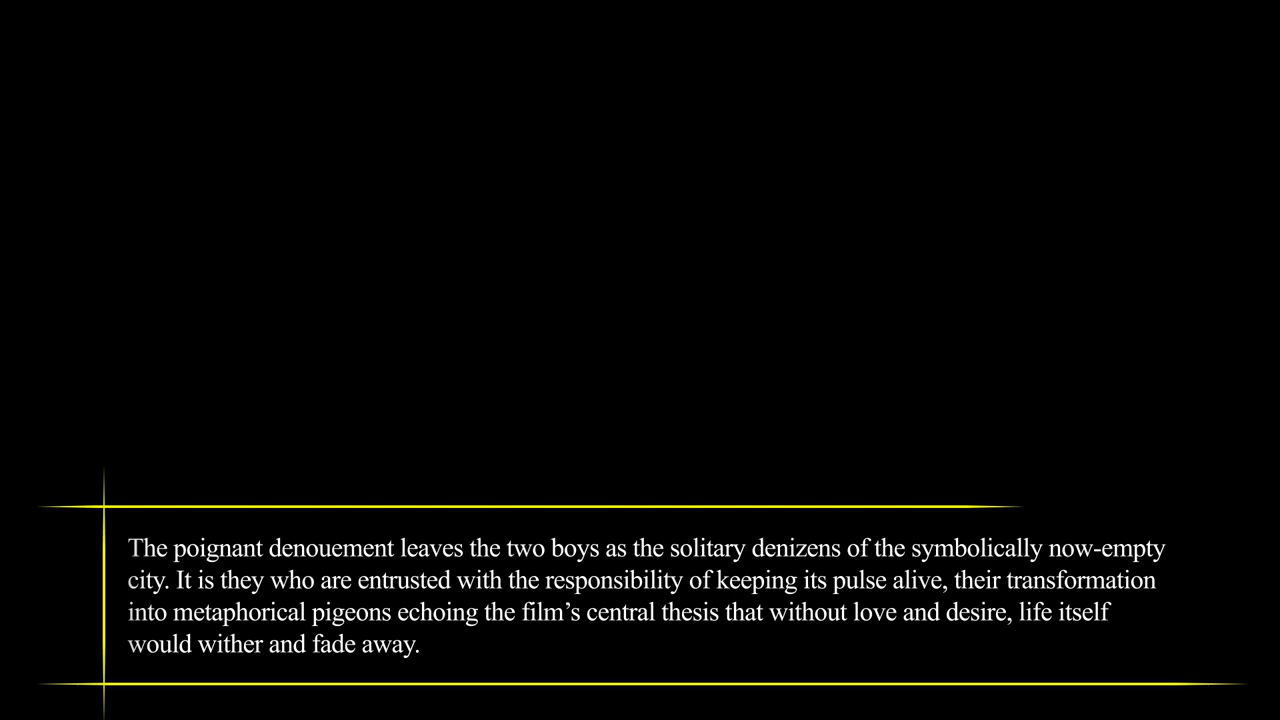 The poignant denouement leaves the two boys as the solitary denizens of the symbolically now-empty
city. It is they who are entrusted with the responsibility of keeping its pulse alive, their transformation
into metaphorical pigeons echoing the film’s central thesis that without love and desire, life itself
would wither and fade away.